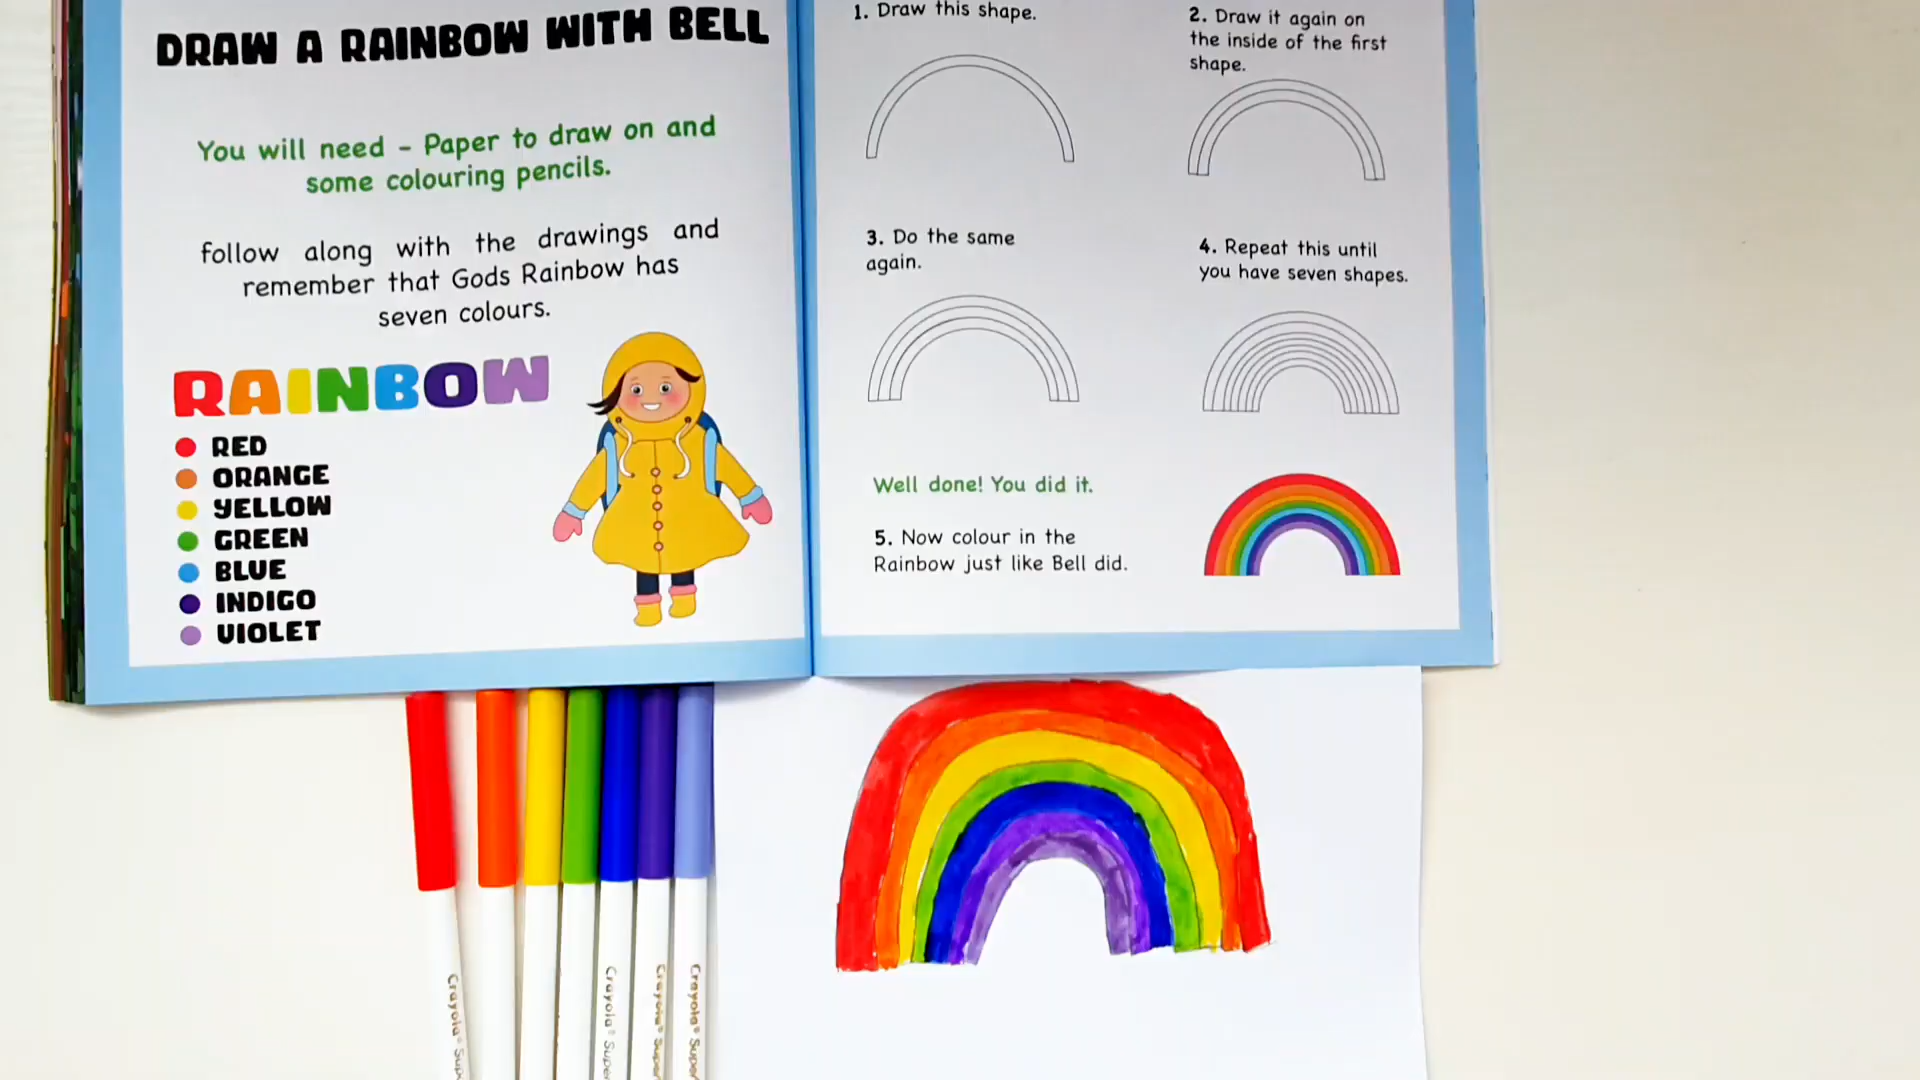 DRAW A RAINBOW WITH BELL
You will need - Paper to draw on and
some colouring pencils.
follow along with the drawings and
remember that Gods Rainbow has
seven colours.
RAINBOW
RED
ORANGE
YELLOW
GREEN
BLUE
INDIGO
VIOLET
1. Draw this shape.
2. Draw it again on
the inside of the first
shape.
3. Do the same
again.
4. Repeat this until
you have seven shapes.
Well done! You did it.
5. Now colour in the
Rainbow just like Bell did.
Crayola® Sup
Crayola® Super
Crayola® Super
Crayola® Super